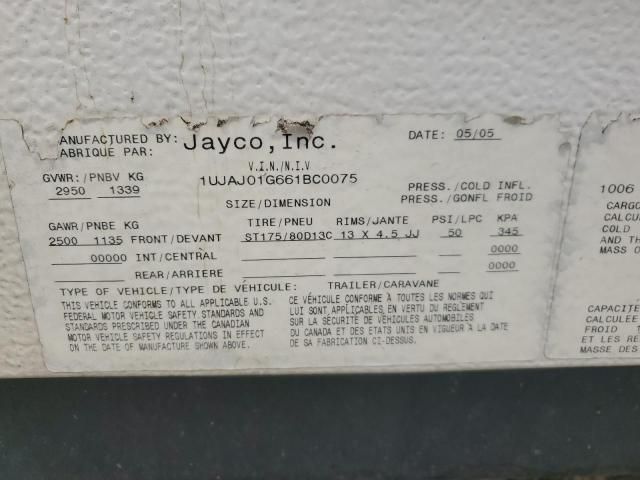 MANUFACTURED BY: Jayco, Inc. DATE: 05/05
FABRIQUE PAR:
V.I.N./N.I.V
GVWR:/PNBV KG 1UJAJ01G661BC0075
2950 1339 PRESS./COLD INFL.
SIZE/DIMENSION PRESS./GONFL FROID
GAWR/PNBE KG TIRE/PNEU RIMS/JANTE PSI/LPC KPA
2500 1135 FRONT/DEVANT ST175/80D13C 13 X 4.5 JJ 50 345
00000 INT/CENTRAL 0000
REAR/ARRIERE 0000
TYPE OF VEHICLE/TYPE DE VÉHICULE: TRAILER/CARAVANE
THIS VEHICLE CONFORMS TO ALL APPLICABLE U.S.
FEDERAL MOTOR VEHICLE SAFETY STANDARDS AND
STANDARDS PRESCRIBED UNDER THE CANADIAN
MOTOR VEHICLE SAFETY REGULATIONS IN EFFECT
ON THE DATE OF MANUFACTURE SHOWN ABOVE.
CE VÉHICULE CONFORME À TOUTES LES NORMES QUI
LUI SONT APPLICABLES EN VERTU DU REGLEMENT
SUR LA SÉCURITÉ DE VÉHICULES AUTOMOBILES
DU CANADA ET DES ETATS UNIS EN VIGUEUR À LA DATE
DE SA FABRICATION CI-DESSUS.
1006
CARGO
CALCU
COLD
AND TH
MASS O
CAPACITE
CALCULEE
FROID T
ET LES RE
MASSE DES